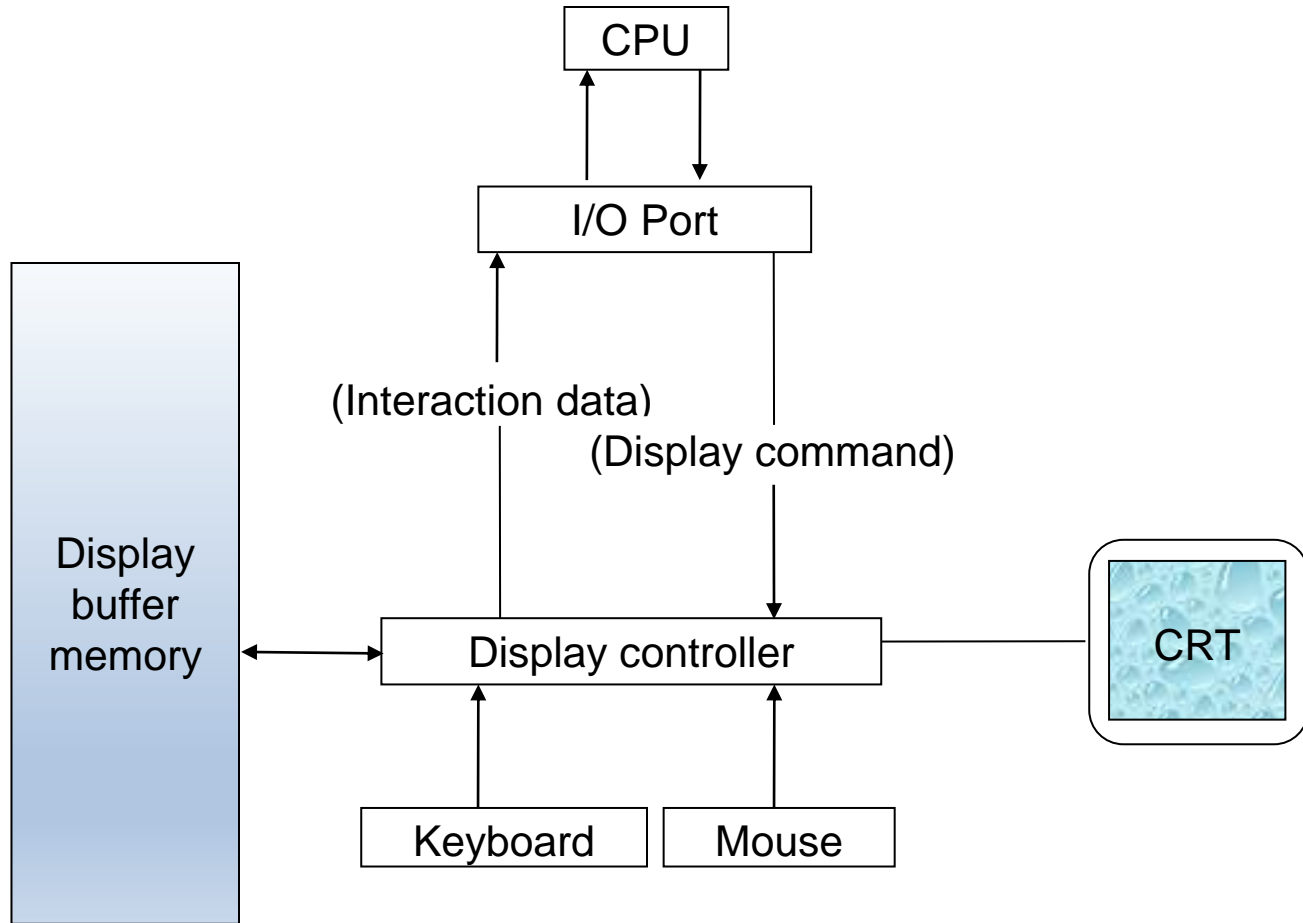 CPU
I/O Port
(Interaction data)
(Display command)
Display
buffer
memory
Display controller
CRT
Keyboard
Mouse